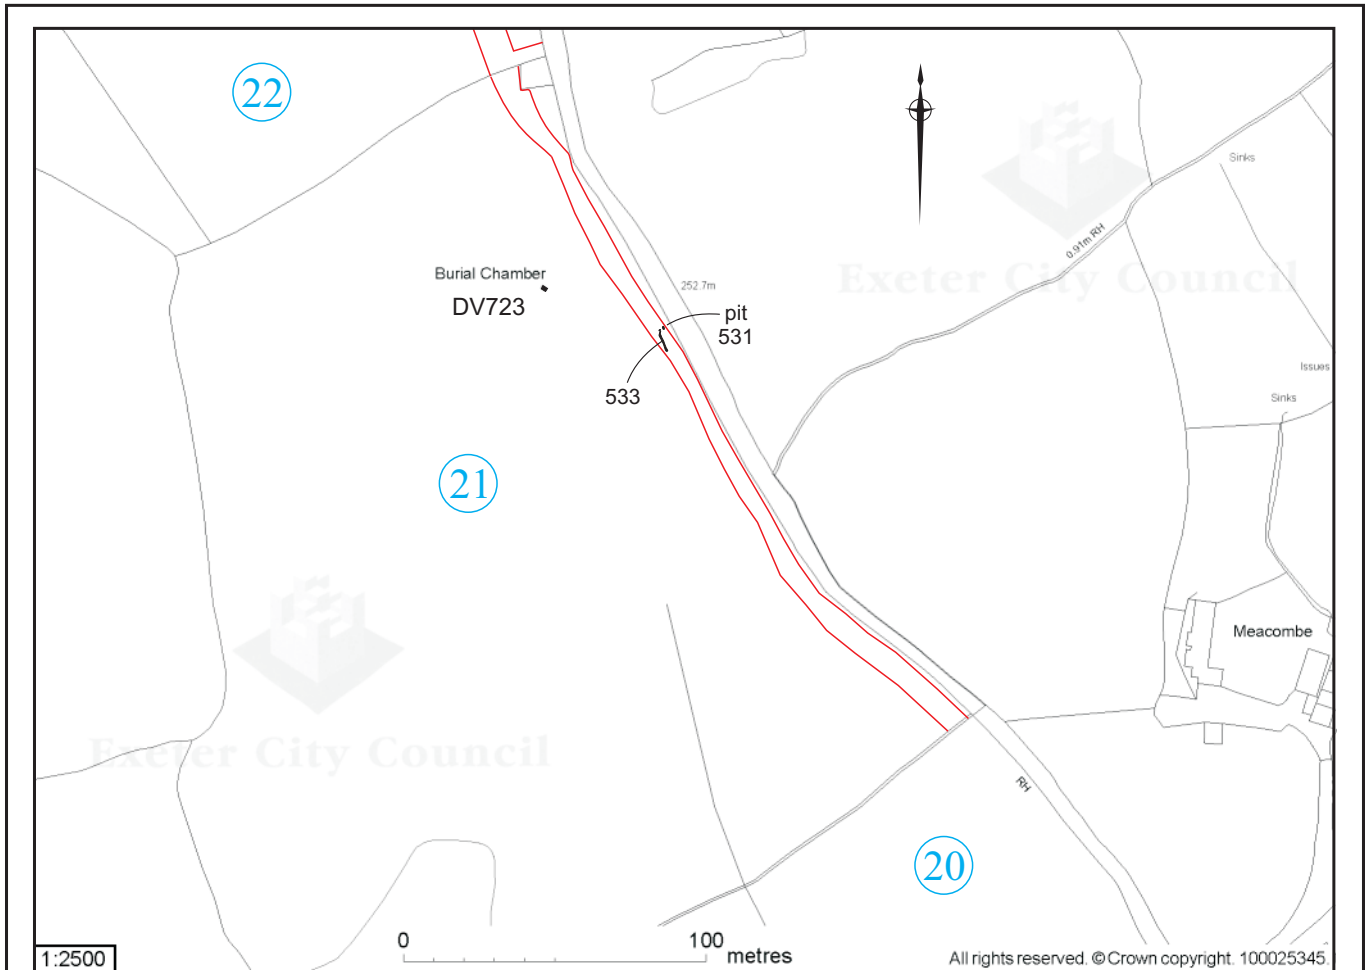 22
Sinks
0.91m RH
Exeter City Council
Burial Chamber
DV723
252.7m
pit
531
533
Issues
Sinks
21
Meacombe
Exeter City Council
RH
20
0 100
metres
1:2500
All rights reserved. © Crown copyright. 100025345.